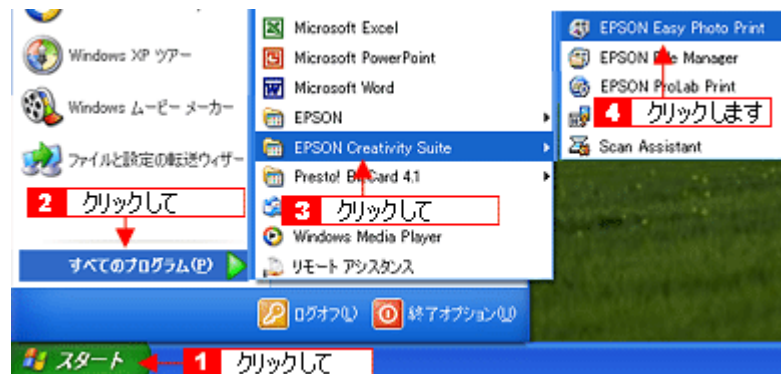 Windows XP ツアー
Windows ムービー メーカー
ファイルと設定の転送ウィザー
2 クリックして
すべてのプログラム(P)
Microsoft Excel
Microsoft PowerPoint
Microsoft Word
EPSON
EPSON Creativity Suite
Presto! Card 4.1
3 クリックして
Windows Media Player
リモート アシスタンス
EPSON Easy Photo Print
EPSON Manager
EPSON ProLab Print
4 クリックします
Scan Assistant
ログオフ(L)
終了オプション(U)
スタート
1 クリックして